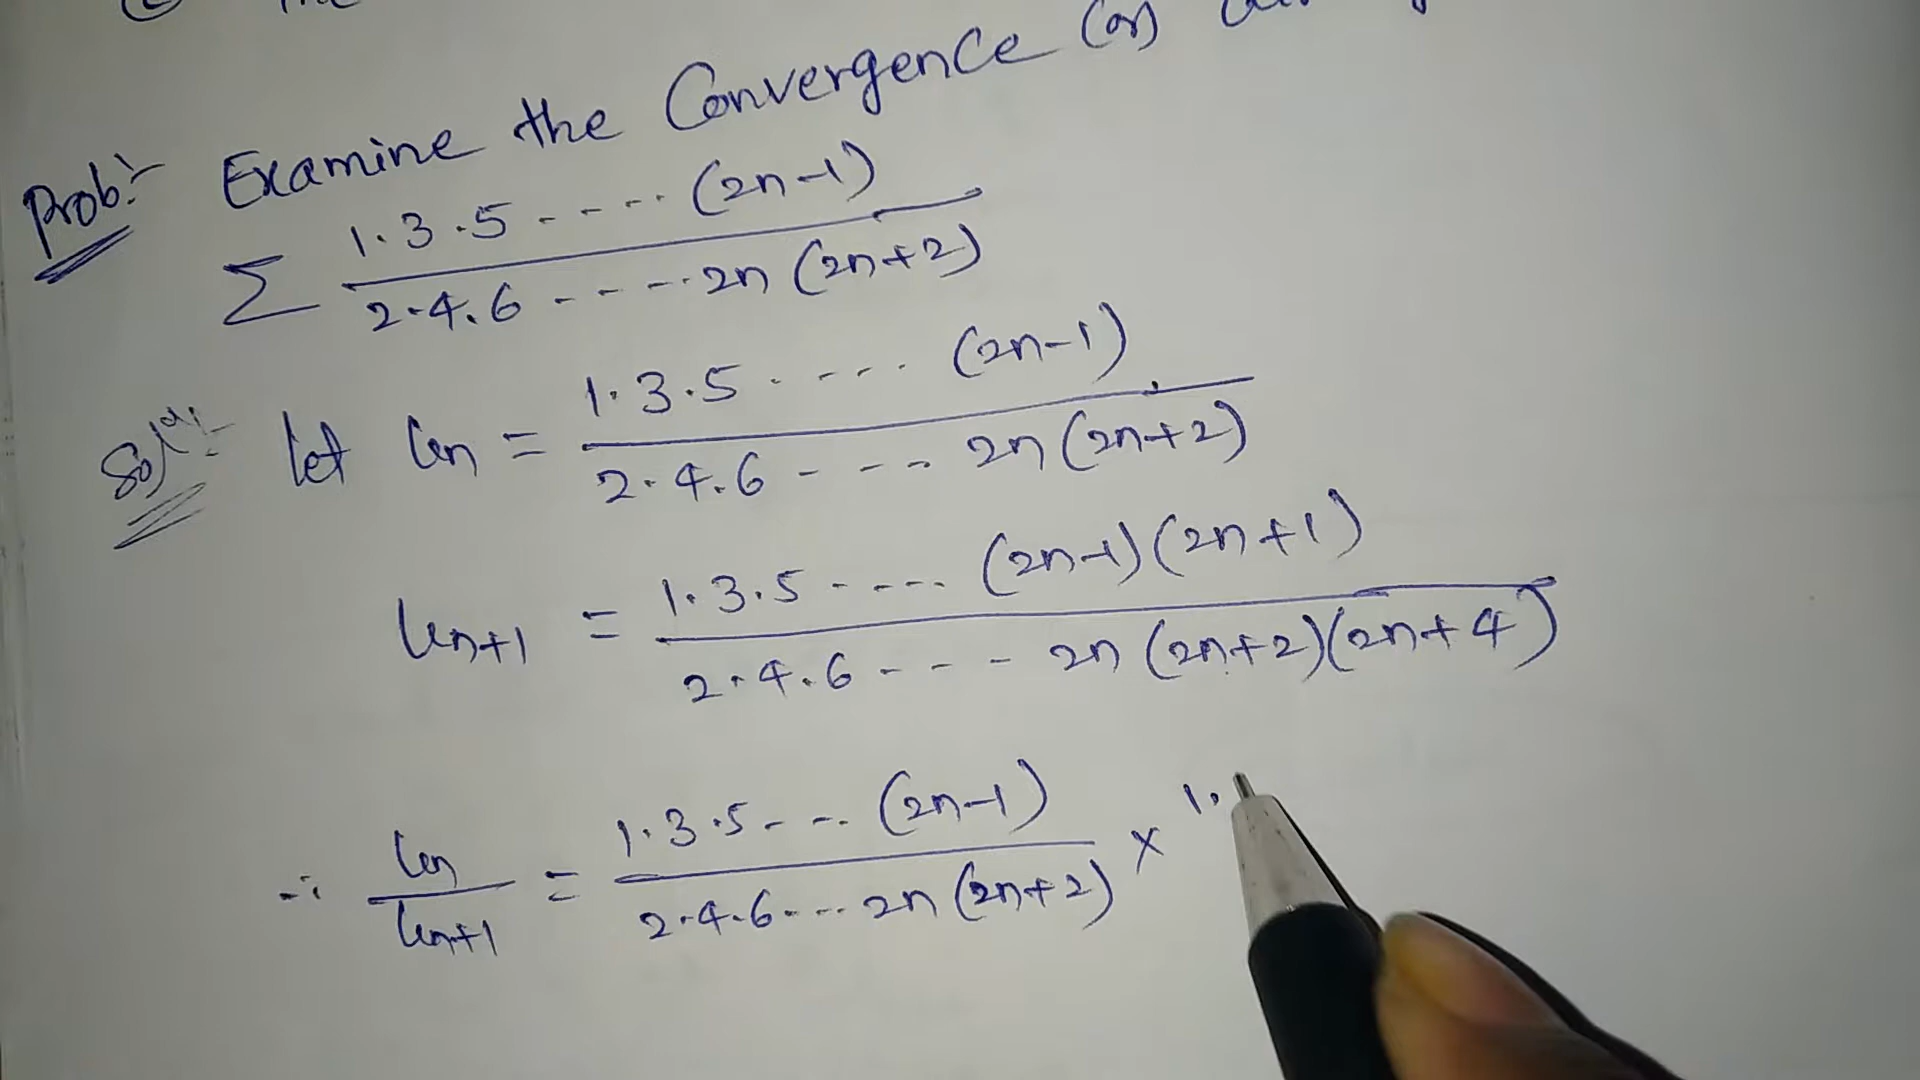 the
Prob:- Examine the Convergence (or)
∑ 1.3.5 ---- (2n-1) / 2.4.6 ----- 2n (2n+2)
Solⁿ:- let un = 1.3.5 ---- (2n-1) / 2.4.6 ---- 2n (2n+2)
un+1 = 1.3.5 ---- (2n-1)(2n+1) / 2.4.6 --- 2n (2n+2)(2n+4)
∴ un / un+1 = 1.3.5 --- (2n-1) / 2.4.6 --- 2n (2n+2) × 1.